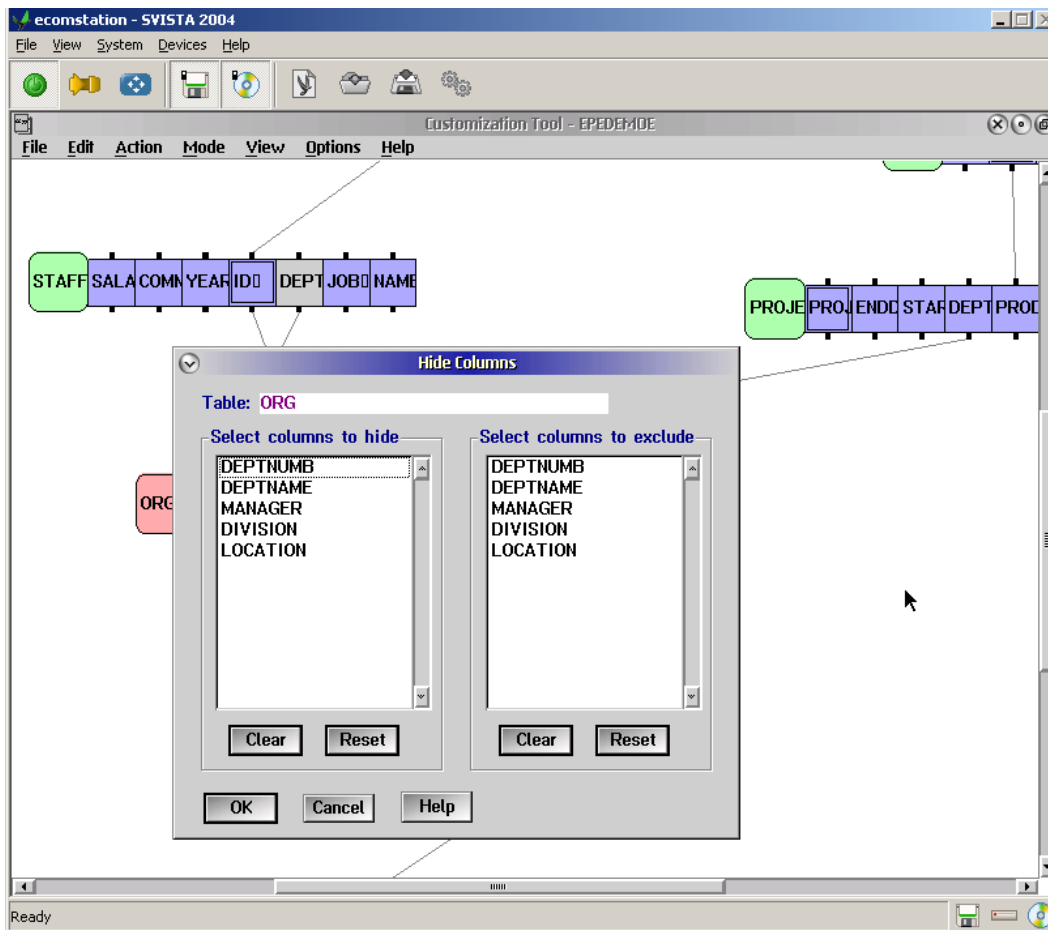 ecomstation - SVISTA 2004
File View System Devices Help
Customization Tool - EPEDEMOE
File Edit Action Mode View Options Help
STAFF SALA COMM YEAR ID DEPT JOB NAME
PROJE PROJ ENDD STAR DEPT PROD
Hide Columns
Table: ORG
Select columns to hide Select columns to exclude
DEPTNUMB DEPTNUMB
DEPTNAME DEPTNAME
ORG MANAGER MANAGER
DIVISION DIVISION
LOCATION LOCATION
Clear Reset Clear Reset
OK Cancel Help
Ready